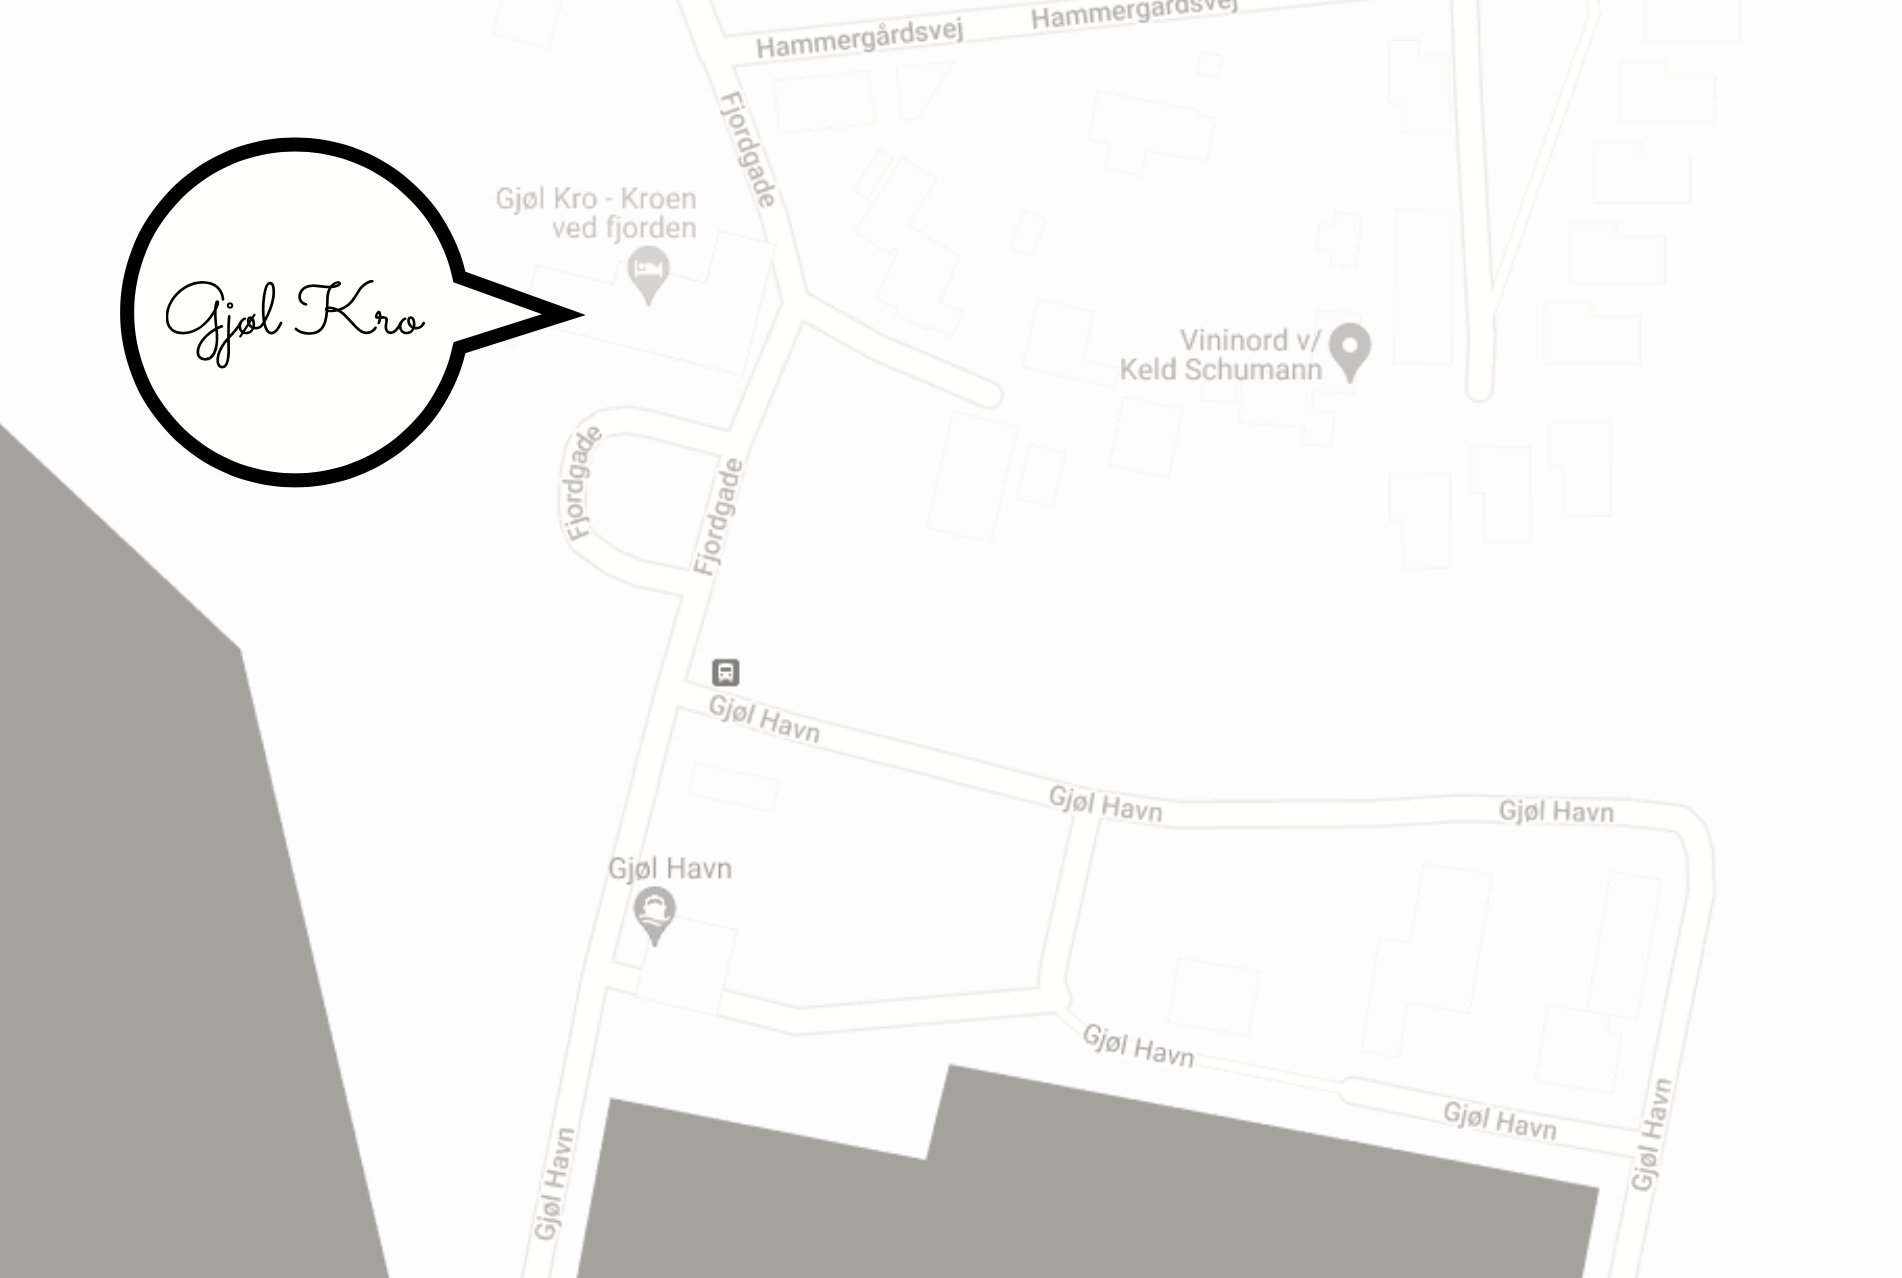 Hammergårdsvej
Hammergårdsvej
Fjordgade
Gjøl Kro - Kroen
ved fjorden
Gjøl Kro
Vininord v/
Keld Schumann
Fjordgade
Fjordgade
Gjøl Havn
Gjøl Havn
Gjøl Havn
Gjøl Havn
Gjøl Havn
Gjøl Havn
Gjøl Havn
Gjøl Havn